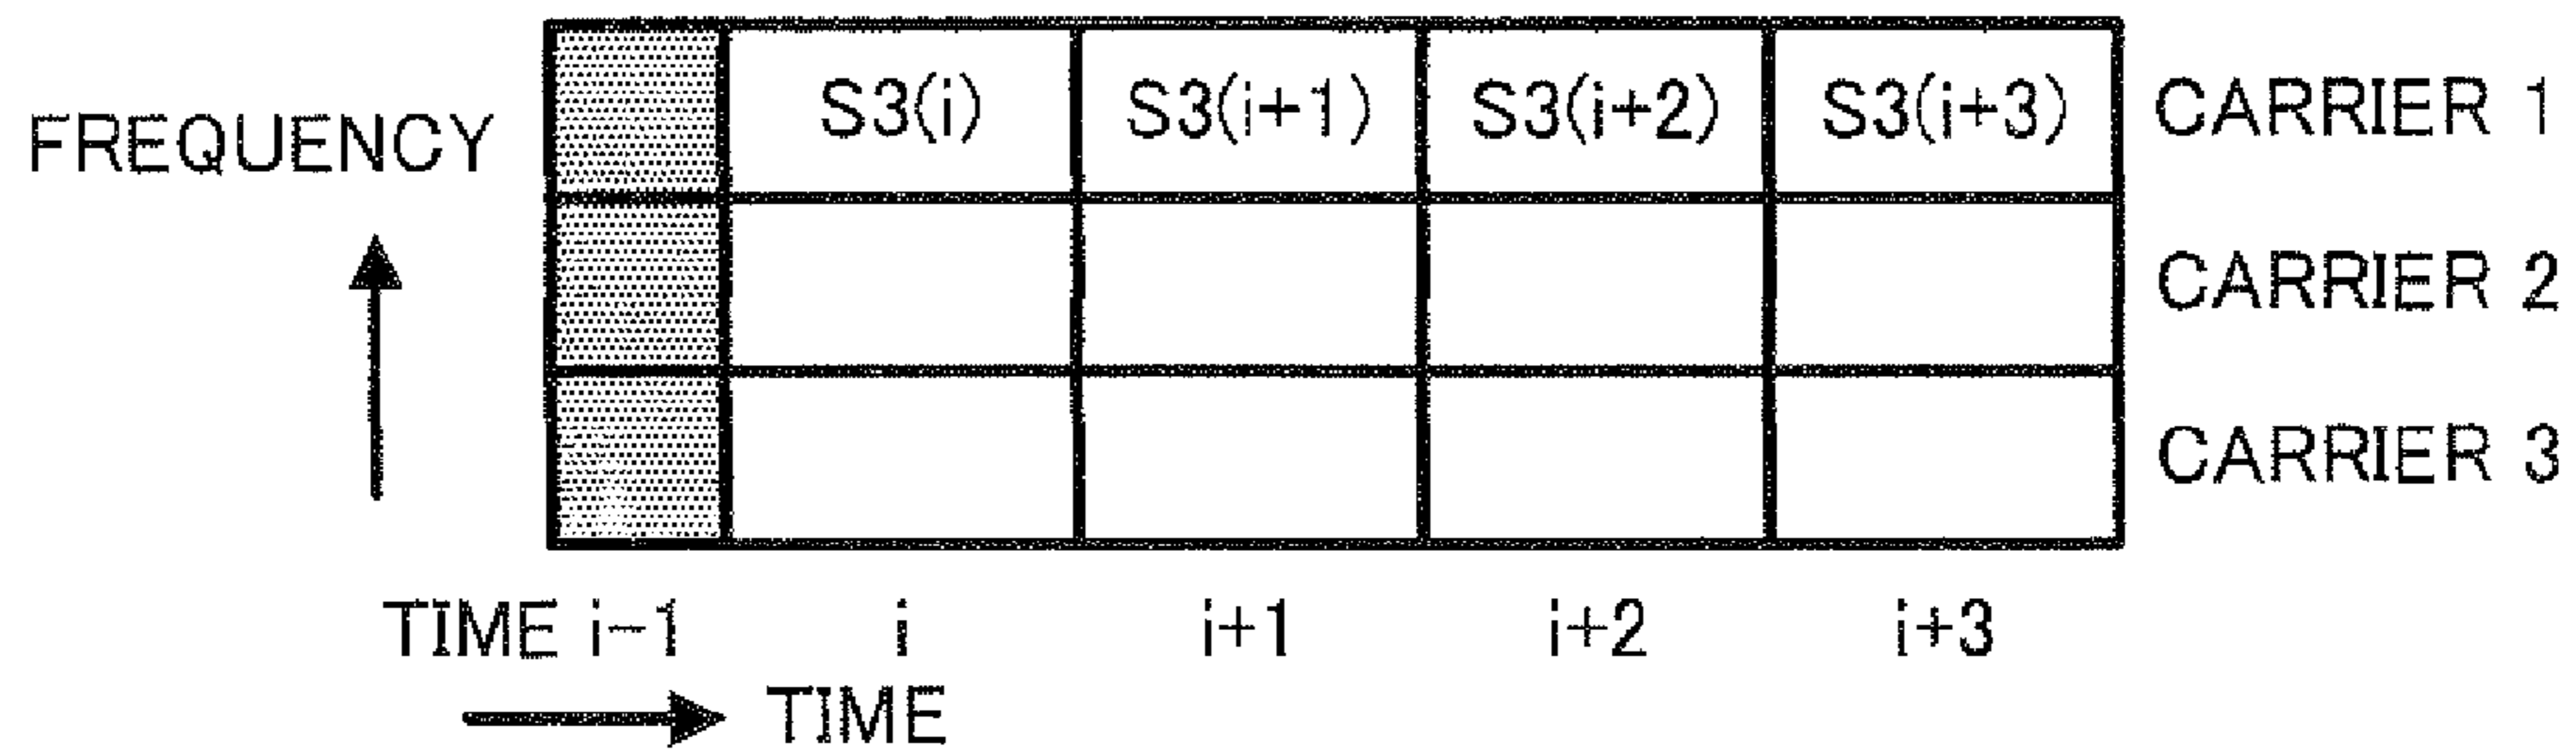 FREQUENCY S3(i) S3(i+1) S3(i+2) S3(i+3) CARRIER 1
CARRIER 2
CARRIER 3
TIME i-1 i i+1 i+2 i+3
TIME